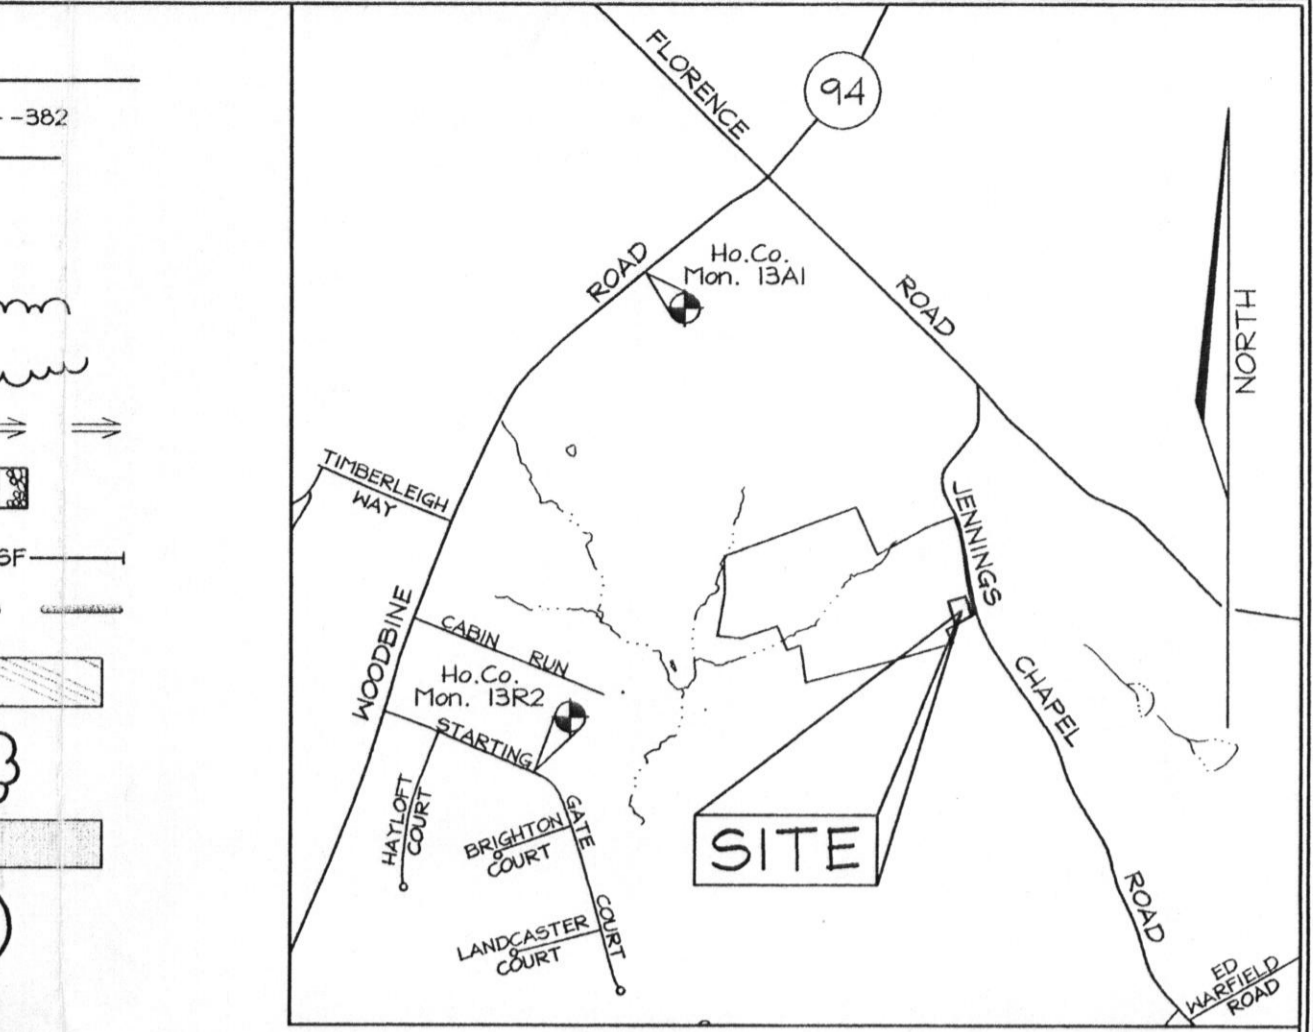 -382
SF
FLORENCE
94
ROAD
Ho.Co.
Mon. 13A1
ROAD
NORTH
TIMBERLEIGH
WAY
JENNINGS
WOODBINE
CABIN
RUN
Ho.Co.
Mon. 13R2
CHAPEL
STARTING
HAYLOFT
COURT
GATE
BRIGHTON
COURT
SITE
ROAD
COURT
LANDCASTER
COURT
ED
WARFIELD
ROAD